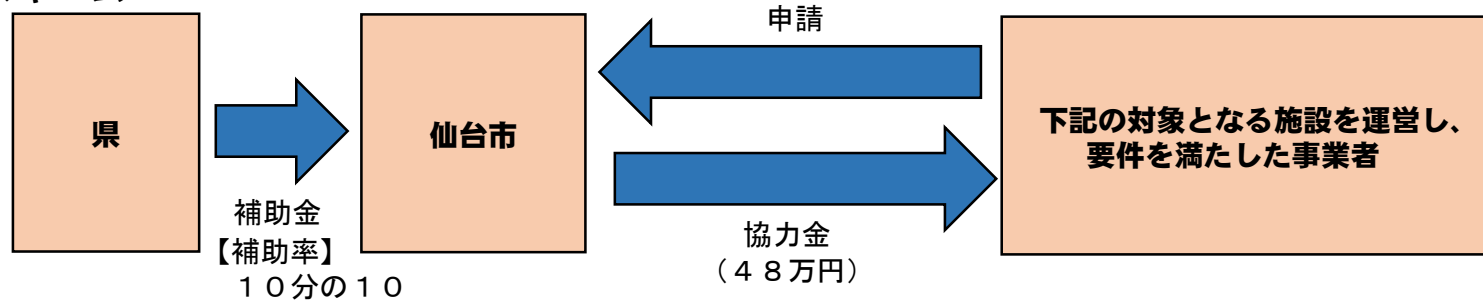 申請
県
仙台市
下記の対象となる施設を運営し、
要件を満たした事業者
補助金
【補助率】
１０分の１０
協力金
（４８万円）